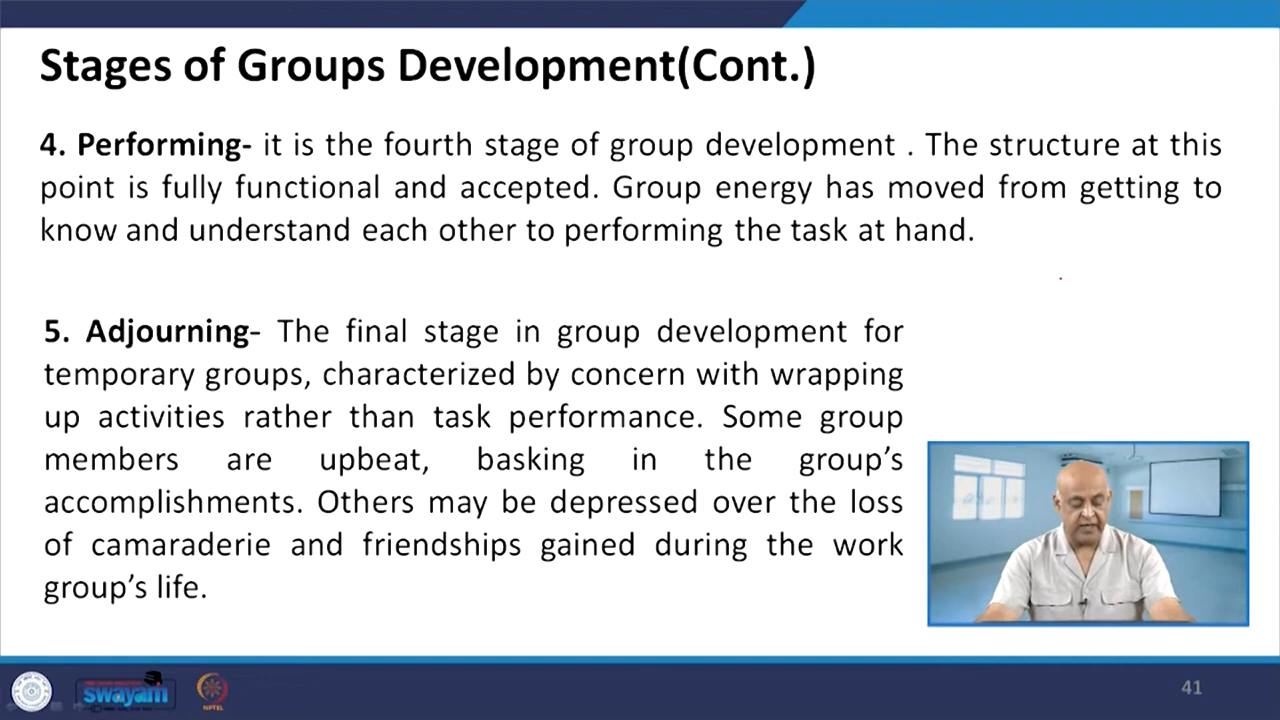 Stages of Groups Development(Cont.)
4. Performing- it is the fourth stage of group development . The structure at this
point is fully functional and accepted. Group energy has moved from getting to
know and understand each other to performing the task at hand.
5. Adjourning- The final stage in group development for
temporary groups, characterized by concern with wrapping
up activities rather than task performance. Some group
members are upbeat, basking in the group’s
accomplishments. Others may be depressed over the loss
of camaraderie and friendships gained during the work
group’s life.
swayam
NPTEL
41